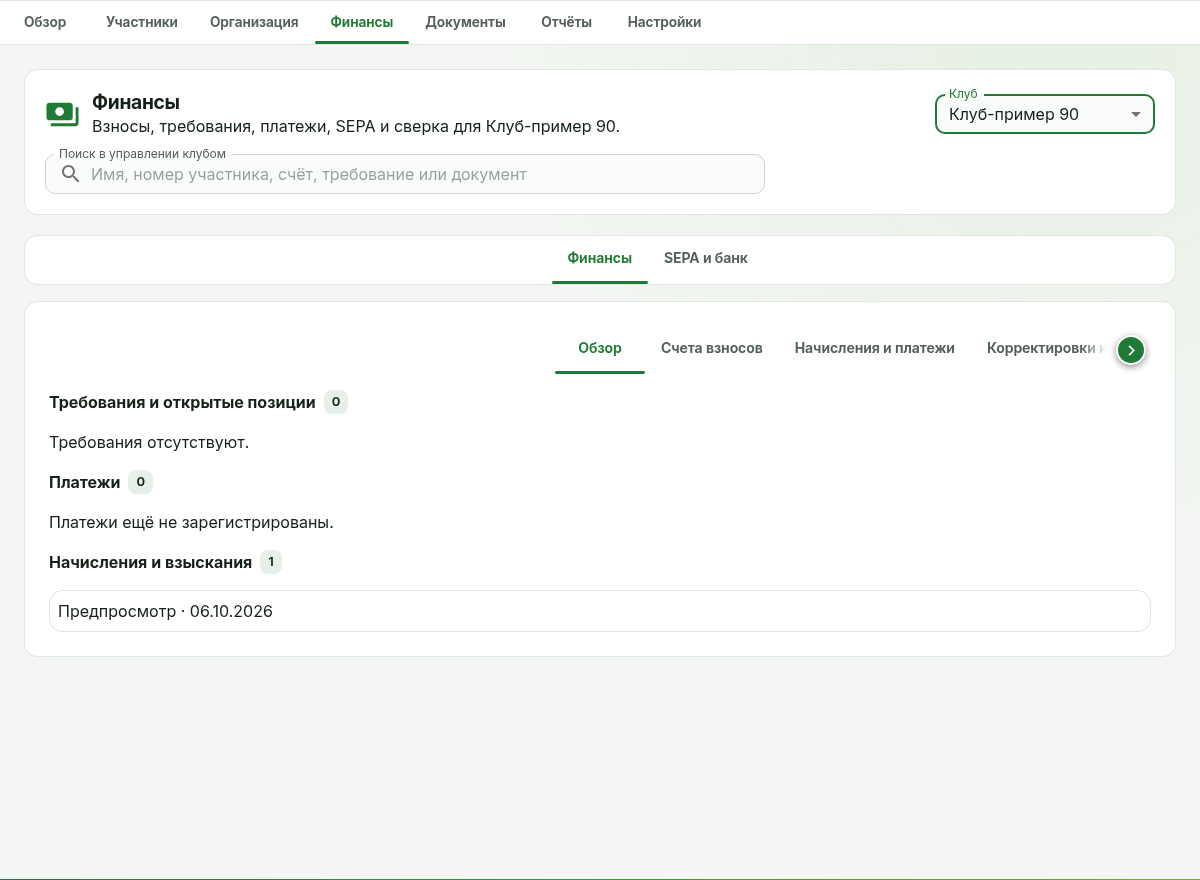 Обзор Участники Организация Финансы Документы Отчёты Настройки
Финансы
Взносы, требования, платежи, SEPA и сверка для Клуб-пример 90.
Клуб
Клуб-пример 90
Поиск в управлении клубом
Имя, номер участника, счёт, требование или документ
Финансы SEPA и банк
Обзор Счета взносов Начисления и платежи Корректировки и
Требования и открытые позиции 0
Требования отсутствуют.
Платежи 0
Платежи ещё не зарегистрированы.
Начисления и взыскания 1
Предпросмотр · 06.10.2026